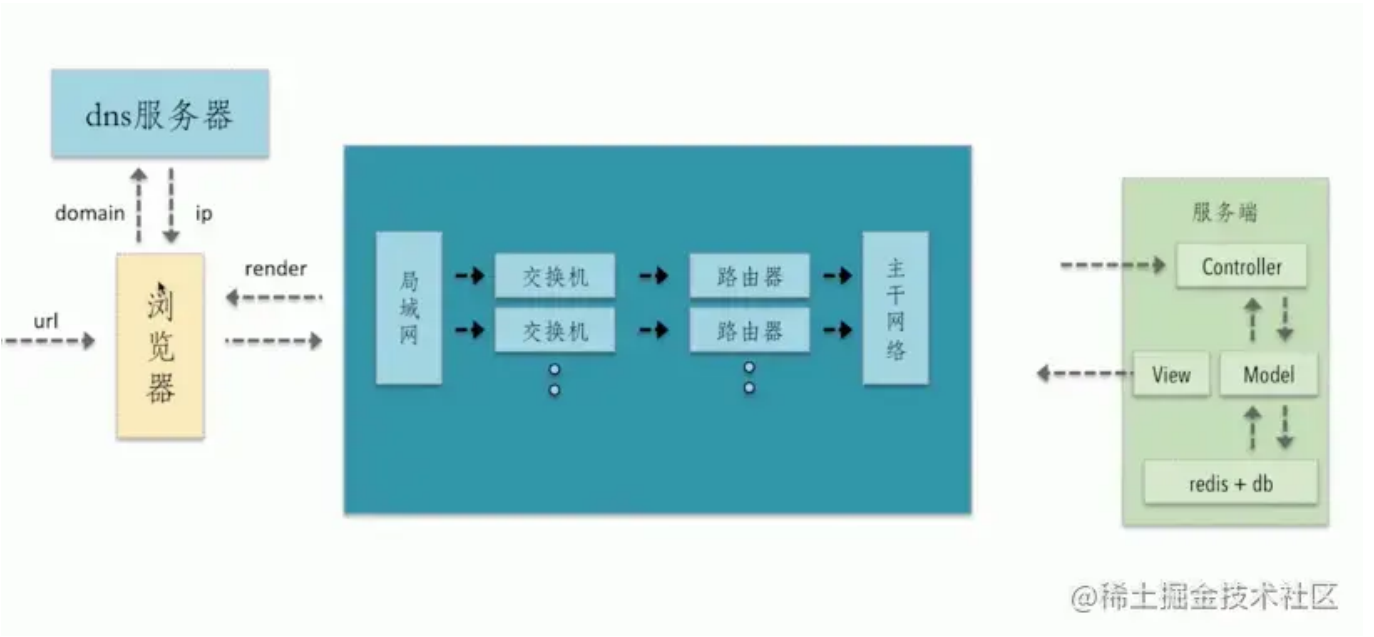 dns服务器
domain
ip
url
浏览器
render
局域网
交换机
路由器
交换机
路由器
主干网络
服务端
Controller
View
Model
redis + db
@稀土掘金技术社区